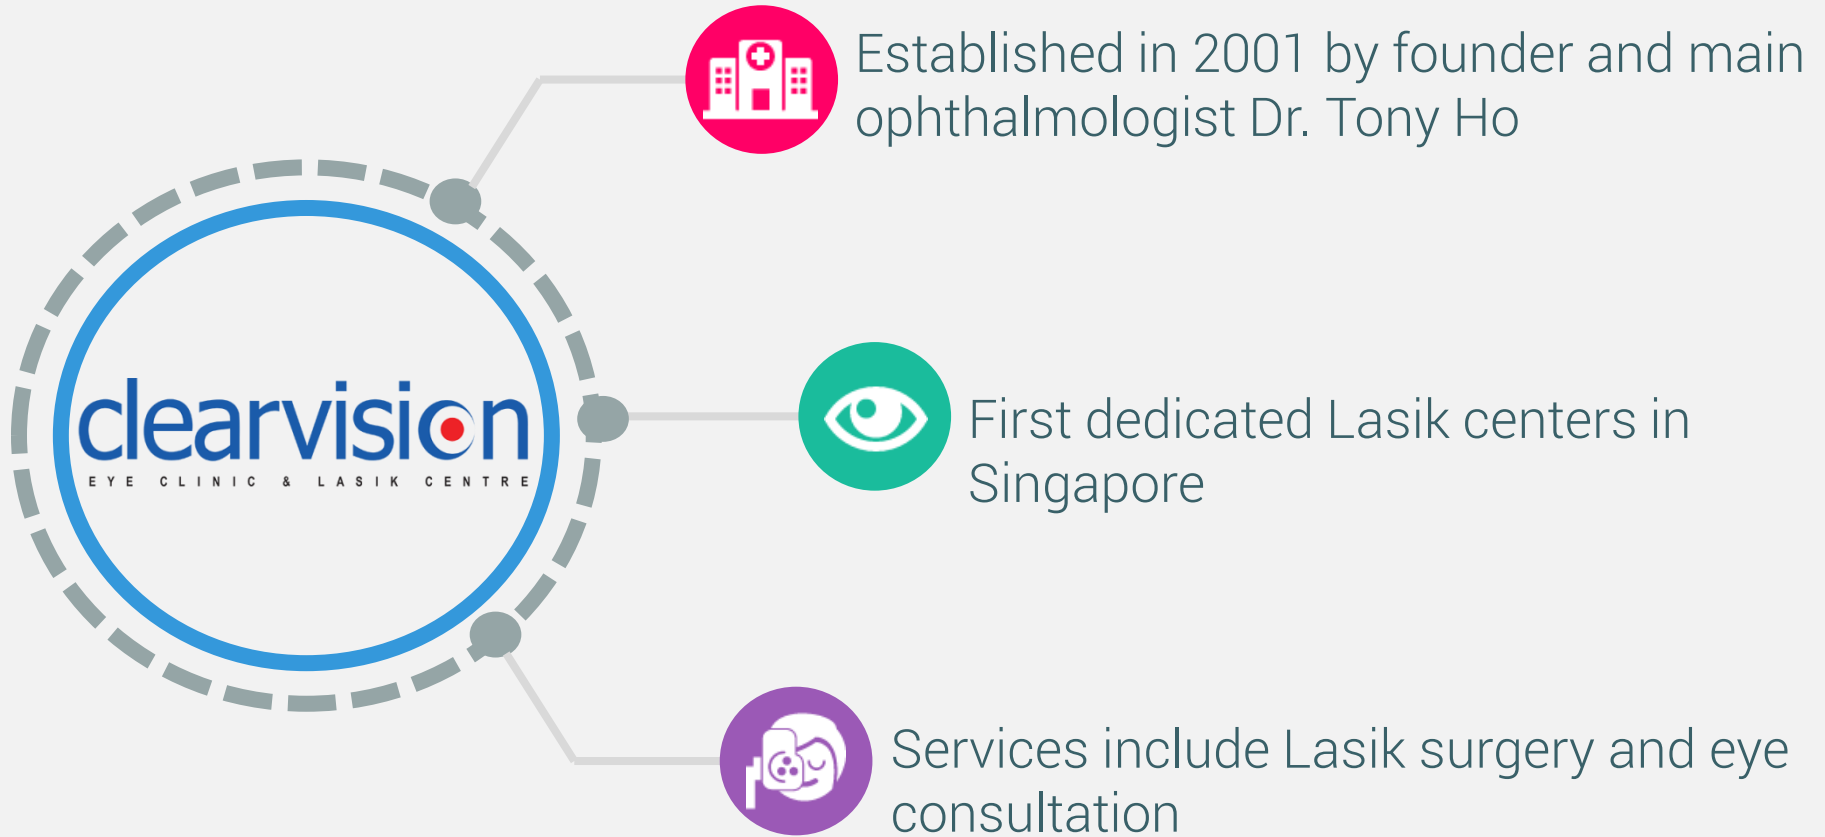 Established in 2001 by founder and main
ophthalmologist Dr. Tony Ho
clearvision
EYE CLINIC & LASIK CENTRE
First dedicated Lasik centers in
Singapore
Services include Lasik surgery and eye
consultation